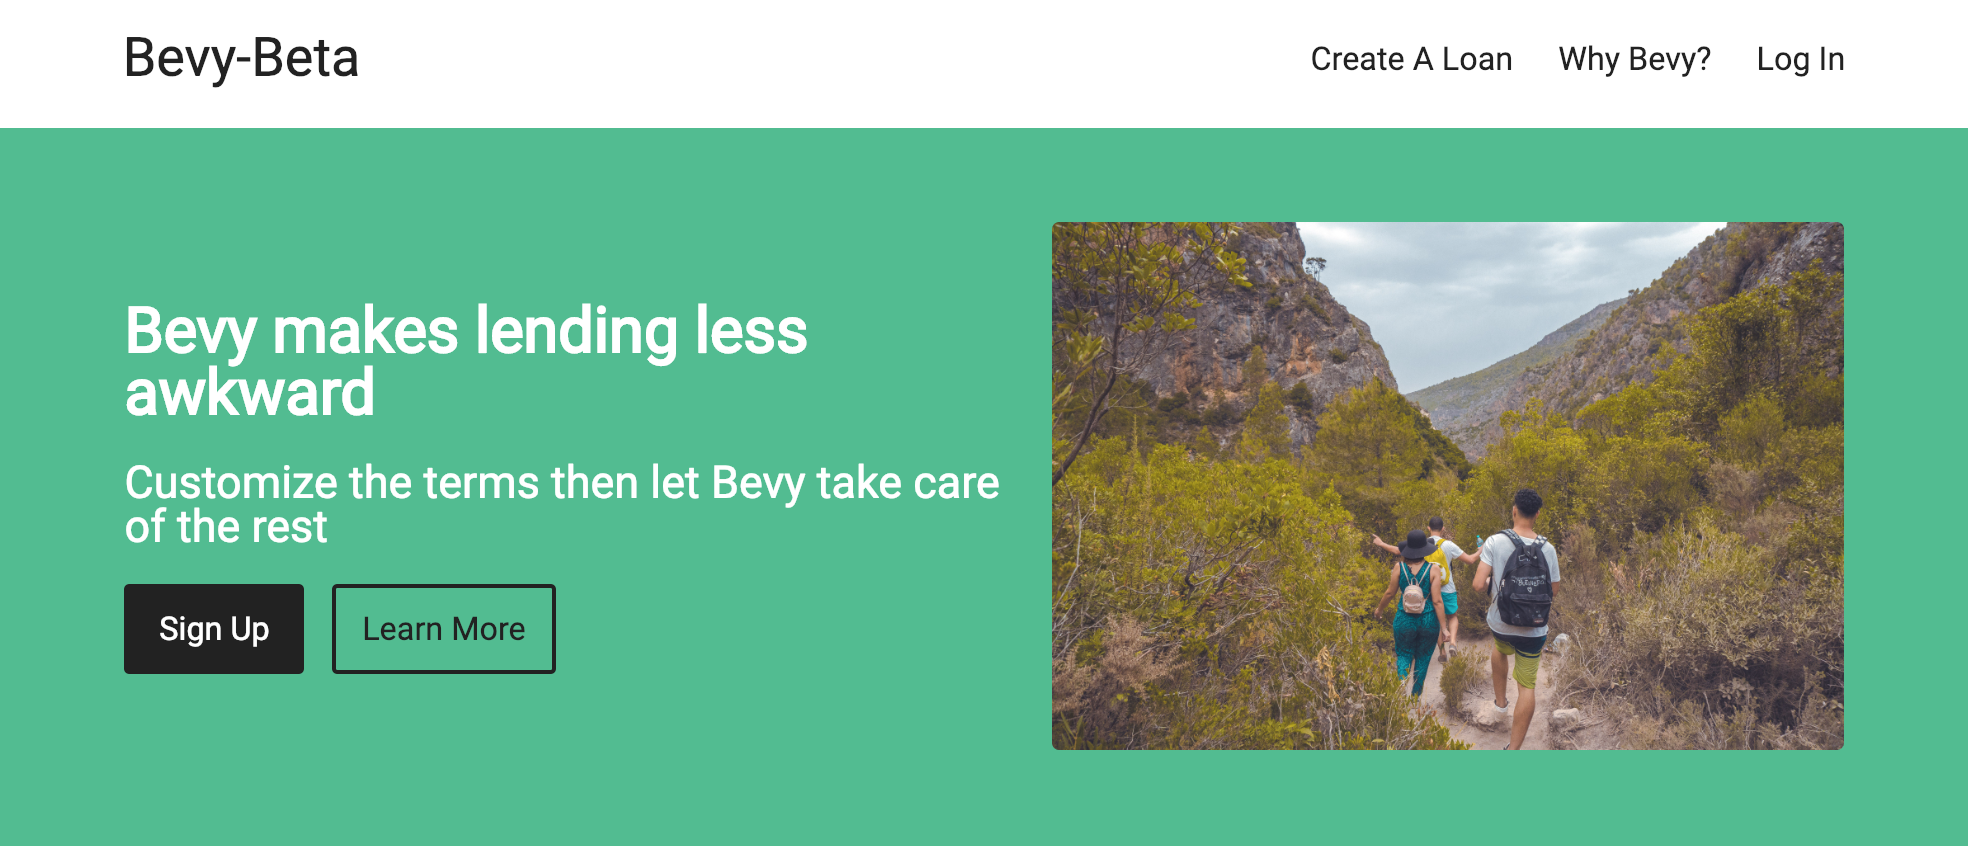 Bevy-Beta
Create A Loan
Why Bevy?
Log In
Bevy makes lending less
awkward
Customize the terms then let Bevy take care
of the rest
Sign Up
Learn More